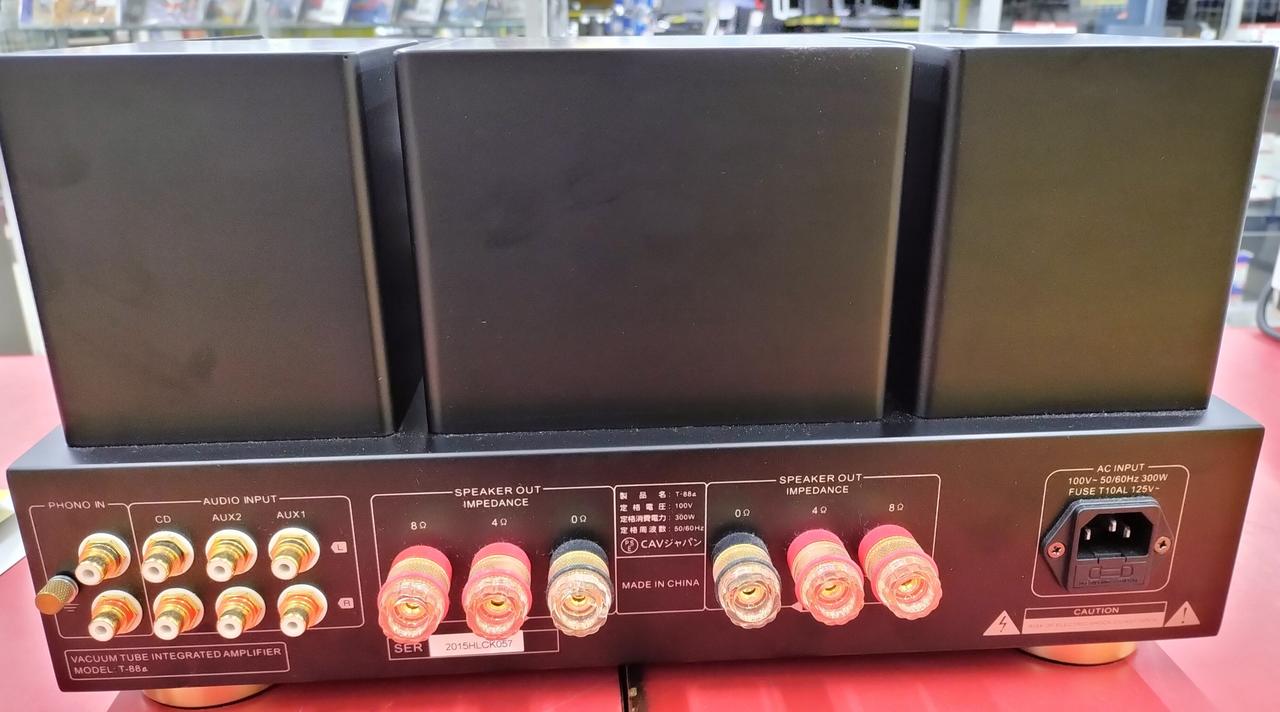 PHONO IN
AUDIO INPUT
CD
AUX2
AUX1
L
R
VACUUM TUBE INTEGRATED AMPLIFIER
MODEL: T-88a
SPEAKER OUT
IMPEDANCE
8Ω
4Ω
0Ω
SER
2015HLCK057
製品名: T-88a
定格電圧: 100V
定格消費電力: 300W
定格周波数: 50/60Hz
CAVジャパン
MADE IN CHINA
SPEAKER OUT
IMPEDANCE
0Ω
4Ω
8Ω
AC INPUT
100V~ 50/60Hz 300W
FUSE T10AL 125V~
CAUTION